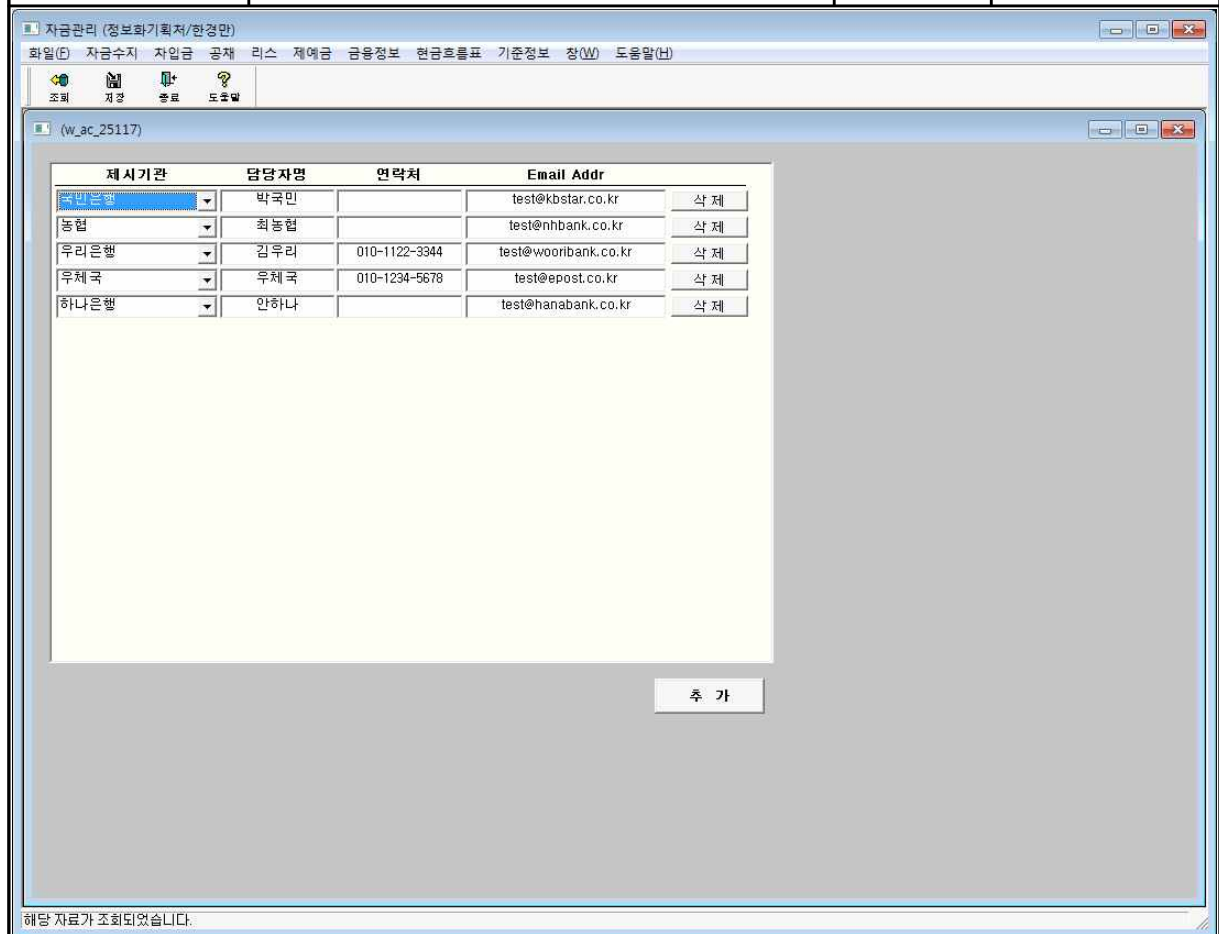 자금관리 (정보화기획처/한경만)
화일(F) 자금수지 차입금 공채 리스 제예금 금융정보 현금흐름표 기준정보 창(W) 도움말(H)
조회 저장 종료 도움말
(w_ac_25117)
제시기관 담당자명 연락처 Email Addr
국민은행 박국민 test@kbstar.co.kr 삭제
농협 최농협 test@nhbank.co.kr 삭제
우리은행 김우리 010-1122-3344 test@wooribank.co.kr 삭제
우체국 우체국 010-1234-5678 test@epost.co.kr 삭제
하나은행 안하나 test@hanabank.co.kr 삭제
추 가
해당 자료가 조회되었습니다.